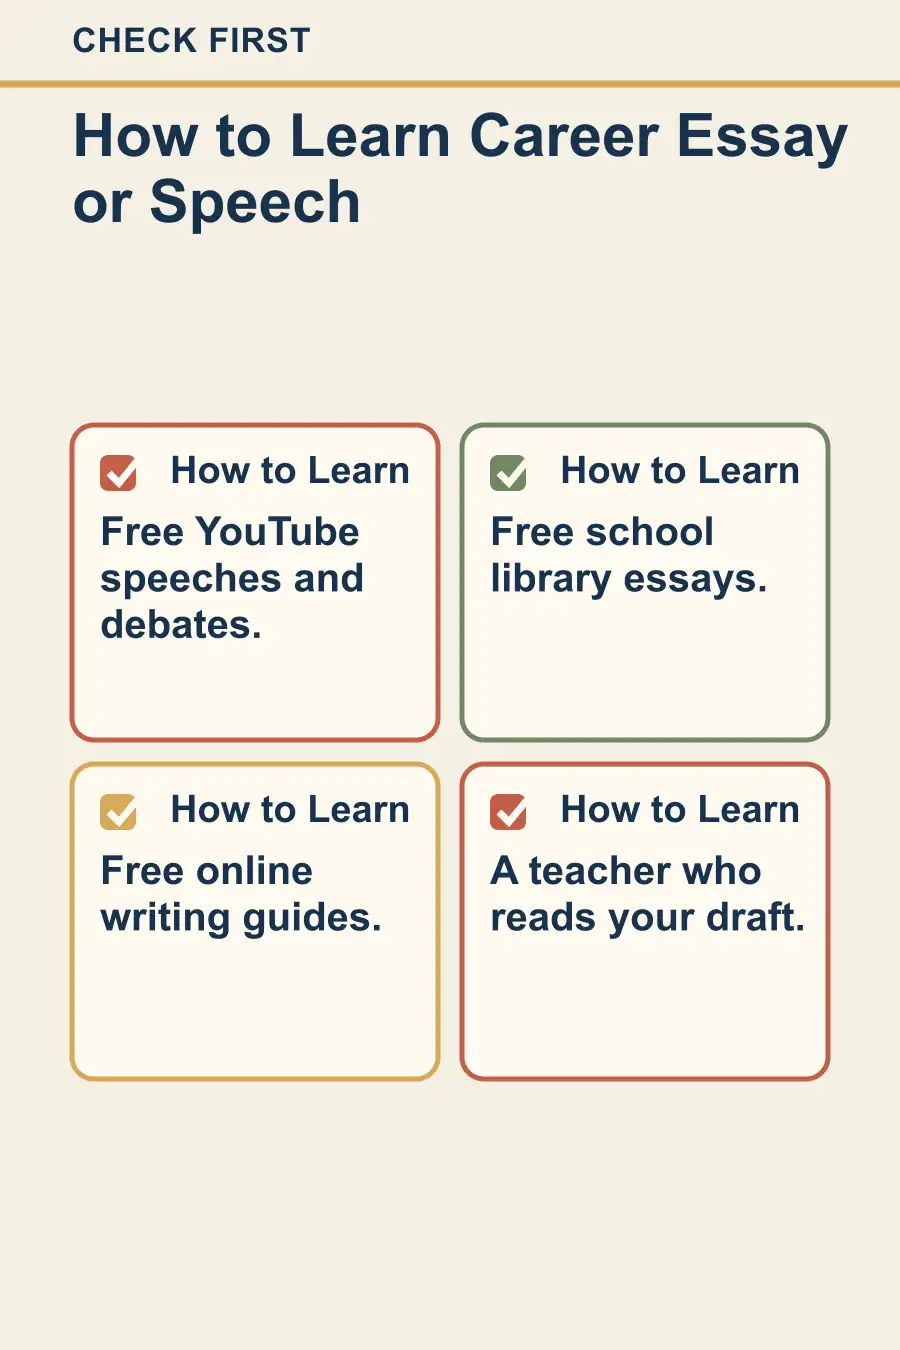 CHECK FIRST
How to Learn Career Essay
or Speech
How to Learn
Free YouTube
speeches and
debates.
How to Learn
Free school
library essays.
How to Learn
Free online
writing guides.
How to Learn
A teacher who
reads your draft.